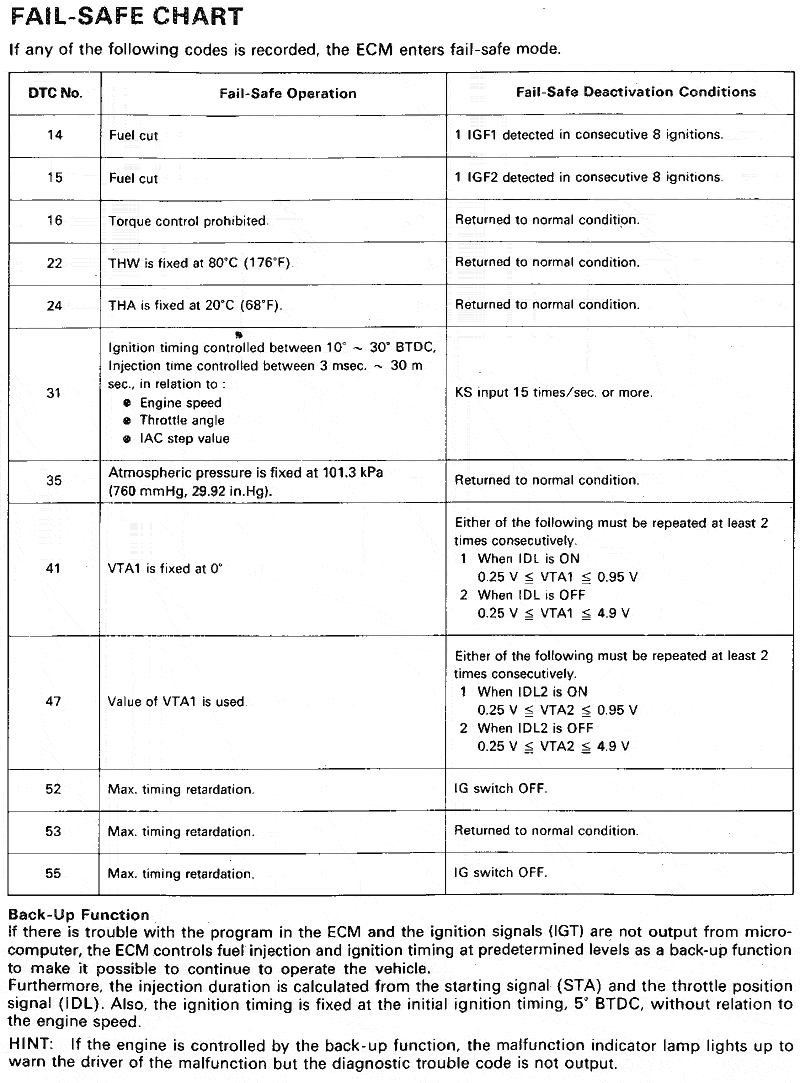 FAIL-SAFE CHART
If any of the following codes is recorded, the ECM enters fail-safe mode.
DTC No. Fail-Safe Operation Fail-Safe Deactivation Conditions
14 Fuel cut 1 IGF1 detected in consecutive 8 ignitions.
15 Fuel cut 1 IGF2 detected in consecutive 8 ignitions.
16 Torque control prohibited. Returned to normal condition.
22 THW is fixed at 80°C (176°F). Returned to normal condition.
24 THA is fixed at 20°C (68°F). Returned to normal condition.
31
Ignition timing controlled between 10° ~ 30° BTDC,
Injection time controlled between 3 msec. ~ 30 m
sec., in relation to :
● Engine speed
● Throttle angle
● IAC step value
KS input 15 times/sec. or more.
35
Atmospheric pressure is fixed at 101.3 kPa
(760 mmHg, 29.92 in.Hg).
Returned to normal condition.
41
VTA1 is fixed at 0°
Either of the following must be repeated at least 2
times consecutively.
1 When IDL is ON
0.25 V ≦ VTA1 ≦ 0.95 V
2 When IDL is OFF
0.25 V ≦ VTA1 ≦ 4.9 V
47
Value of VTA1 is used.
Either of the following must be repeated at least 2
times consecutively.
1 When IDL2 is ON
0.25 V ≦ VTA2 ≦ 0.95 V
2 When IDL2 is OFF
0.25 V ≦ VTA2 ≦ 4.9 V
52 Max. timing retardation. IG switch OFF.
53 Max. timing retardation. Returned to normal condition.
55 Max. timing retardation. IG switch OFF.
Back-Up Function
If there is trouble with the program in the ECM and the ignition signals (IGT) are not output from micro-
computer, the ECM controls fuel injection and ignition timing at predetermined levels as a back-up function
to make it possible to continue to operate the vehicle.
Furthermore, the injection duration is calculated from the starting signal (STA) and the throttle position
signal (IDL). Also, the ignition timing is fixed at the initial ignition timing, 5° BTDC, without relation to
the engine speed.
HINT: If the engine is controlled by the back-up function, the malfunction indicator lamp lights up to
warn the driver of the malfunction but the diagnostic trouble code is not output.